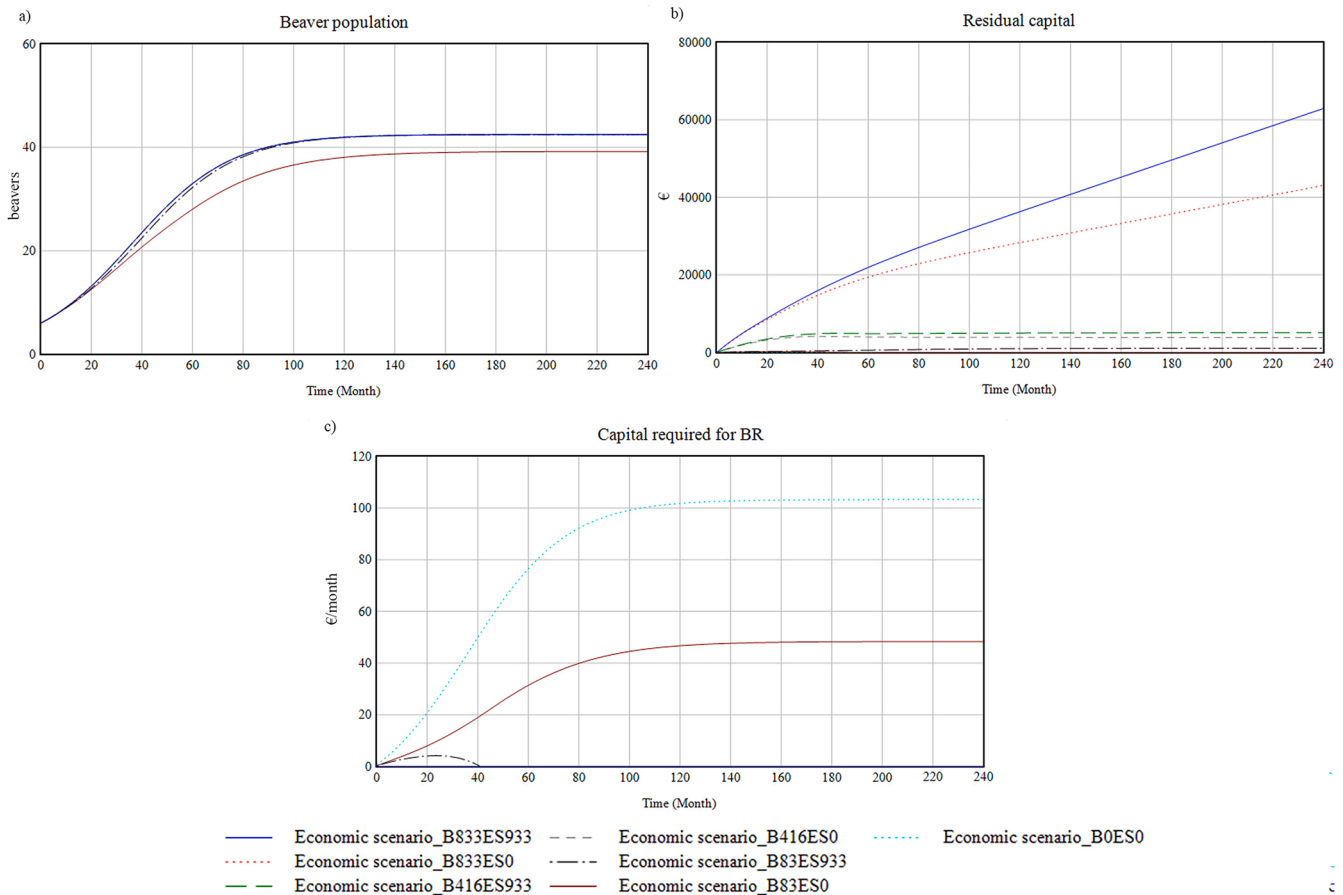 a)
Beaver population
60
40
20
0
beavers
0 20 40 60 80 100 120 140 160 180 200 220 240
Time (Month)
b)
Residual capital
80000
60000
40000
20000
0
€
0 20 40 60 80 100 120 140 160 180 200 220 240
Time (Month)
c)
Capital required for BR
120
100
80
60
40
20
0
€/month
0 20 40 60 80 100 120 140 160 180 200 220 240
Time (Month)
Economic scenario_B833ES933 Economic scenario_B416ES0 Economic scenario_B0ES0
Economic scenario_B833ES0 Economic scenario_B83ES933
Economic scenario_B416ES933 Economic scenario_B83ES0